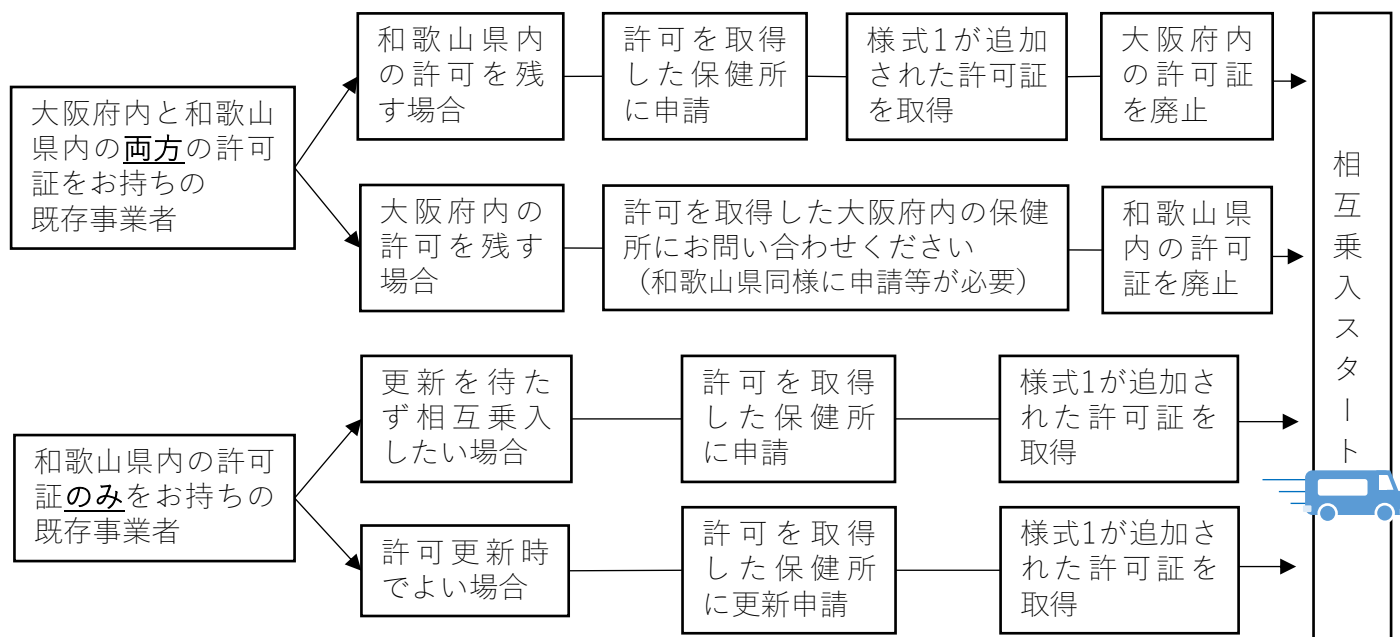 大阪府内と和歌山
県内の両方の許可
証をお持ちの
既存事業者
和歌山県内
の許可を残
す場合
許可を取得
した保健所
に申請
様式1が追加
された許可証
を取得
大阪府内
の許可証
を廃止
大阪府内の
許可を残す
場合
許可を取得した大阪府内の保健
所にお問い合わせください
（和歌山県同様に申請等が必要）
和歌山県
内の許可
証を廃止
和歌山県内の許可
証のみをお持ちの
既存事業者
更新を待た
ず相互乗入
したい場合
許可を取得
した保健所
に申請
様式1が追加さ
れた許可証を
取得
許可更新時
でよい場合
許可を取得
した保健所
に更新申請
様式1が追加さ
れた許可証を
取得
相互乗入スタート